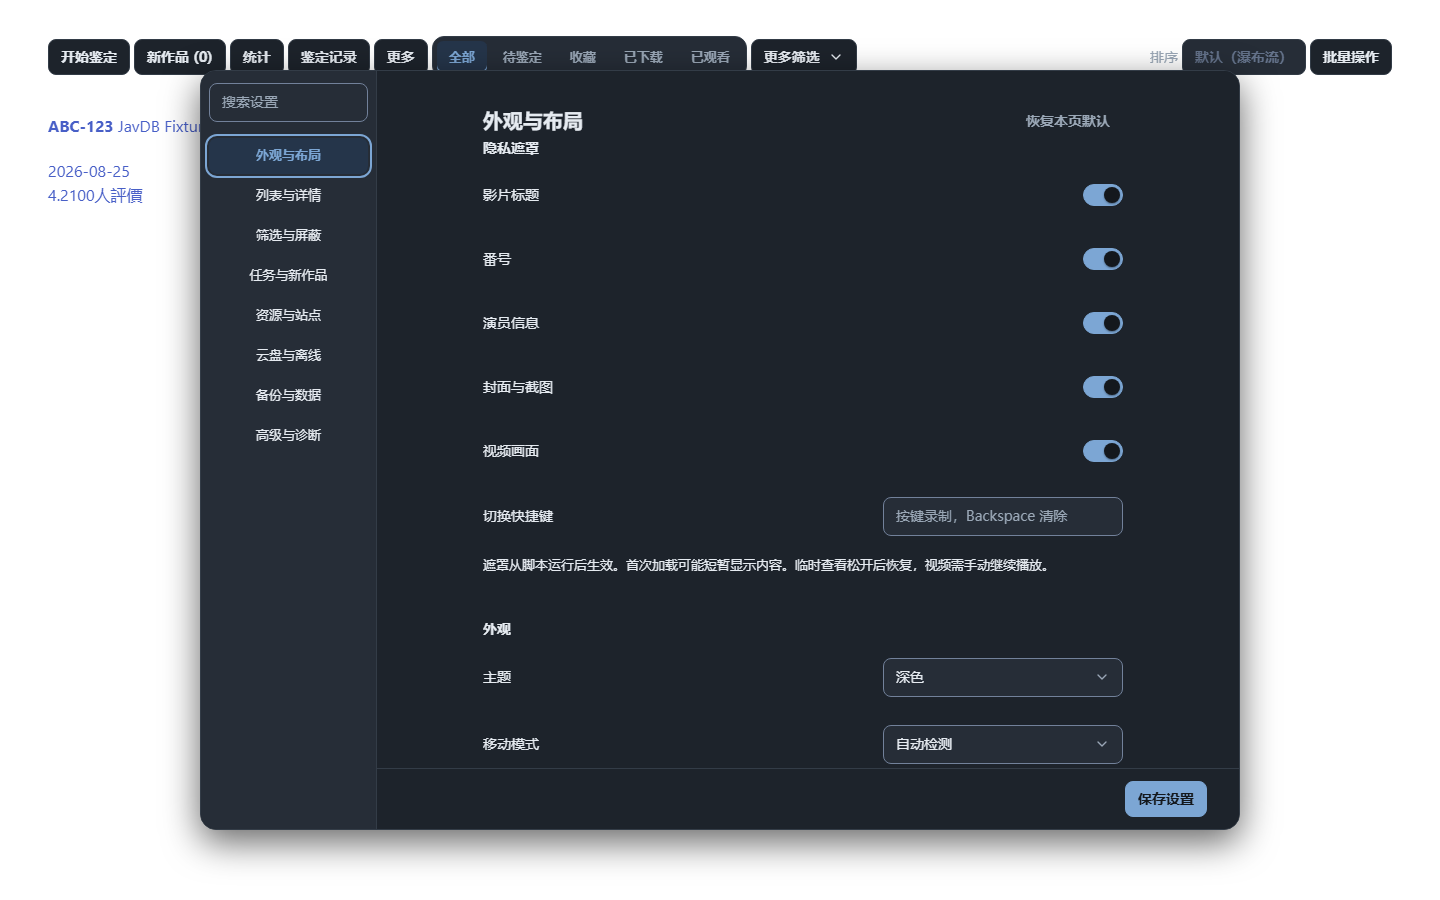 开始鉴定 新作品 (0) 统计 鉴定记录 更多 全部 待鉴定 收藏 已下载 已观看 更多筛选 排序 默认（瀑布流） 批量操作
ABC-123 JavDB Fixtu
2026-08-25
4.2100人評價
搜索设置
外观与布局
列表与详情
筛选与屏蔽
任务与新作品
资源与站点
云盘与离线
备份与数据
高级与诊断
外观与布局 恢复本页默认
隐私遮罩
影片标题
番号
演员信息
封面与截图
视频画面
切换快捷键 按键录制，Backspace 清除
遮罩从脚本运行后生效。首次加载可能短暂显示内容。临时查看松开后恢复，视频需手动继续播放。
外观
主题 深色
移动模式 自动检测
保存设置